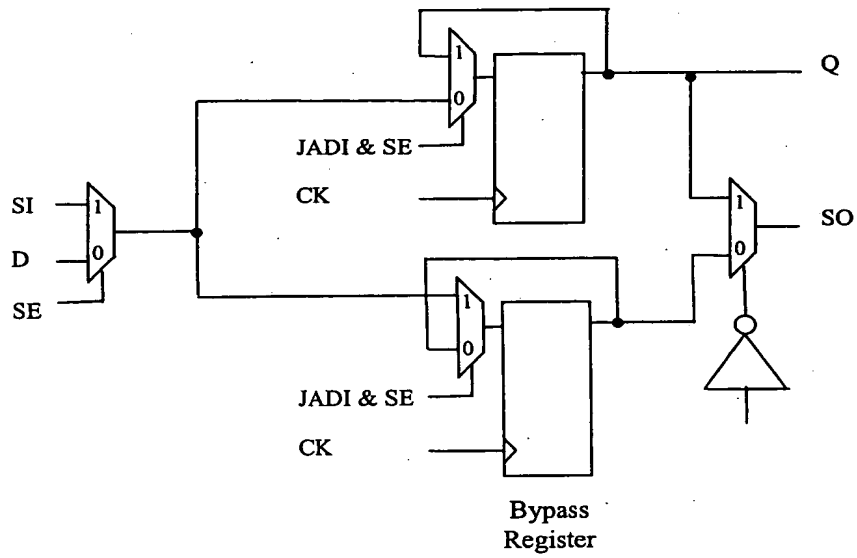 1
Q
0
JADI & SE
CK
SI
1
1
SO
D
0
0
SE
1
0
JADI & SE
CK
Bypass
Register